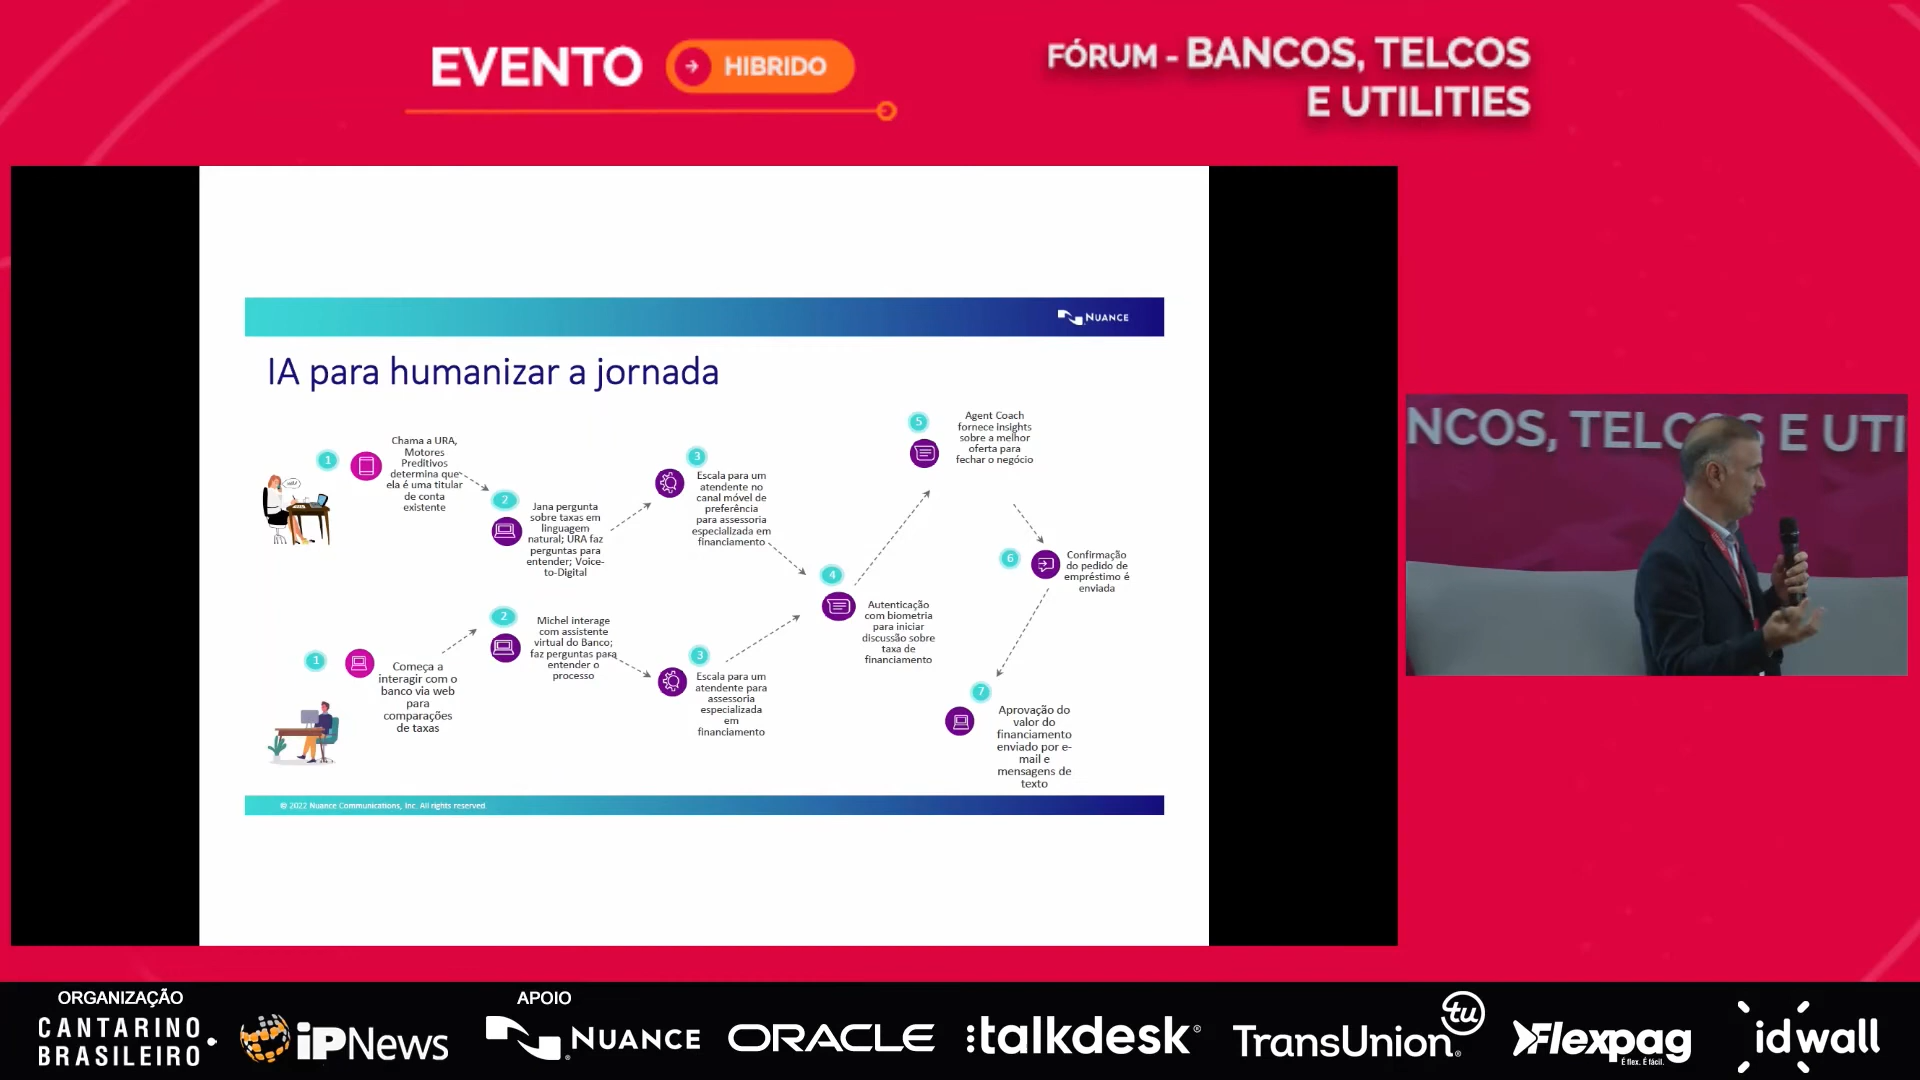 EVENTO
HIBRIDO
FÓRUM - BANCOS, TELCOS
E UTILITIES
NUANCE
IA para humanizar a jornada
1
Chama a URA,
Motores
Preditivos
determina que
ela é uma titular
de conta
existente
2
Jana pergunta
sobre taxas em
linguagem
natural; URA faz
perguntas para
entender; Voice-
to-Digital
3
Escala para um
atendente no
canal móvel de
preferência
para assessoria
especializada em
financiamento
1
Começa a
interagir com o
banco via web
para
comparações
de taxas
2
Michel interage
com assistente
virtual do Banco;
faz perguntas para
entender o
processo
3
Escala para um
atendente para
assessoria
especializada
em
financiamento
4
Autenticação
com biometria
para iniciar
discussão sobre
taxa de
financiamento
5
Agent Coach
fornece insights
sobre a melhor
oferta para
fechar o negócio
6
Confirmação
do pedido de
empréstimo é
enviada
7
Aprovação do
valor do
financiamento
enviado por e-
mail e
mensagens de
texto
© 2022 Nuance Communications, Inc. All rights reserved.
NCOS, TELC S E UTI
ORGANIZAÇÃO
CANTARINO
BRASILEIRO
iPNews
APOIO
NUANCE
ORACLE
talkdesk
TransUnion
tu
Flexpag
É flex. É fácil.
idwall